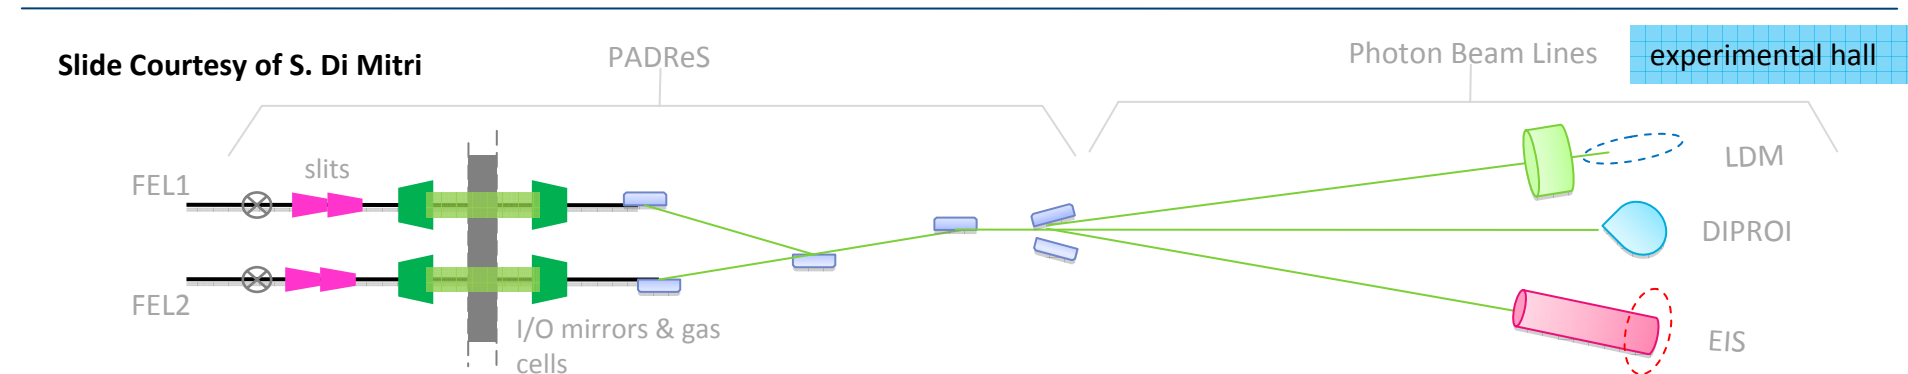 Slide Courtesy of S. Di Mitri
PADReS
Photon Beam Lines
experimental hall
slits
FEL1
LDM
DIPROI
FEL2
I/O mirrors & gas
cells
EIS